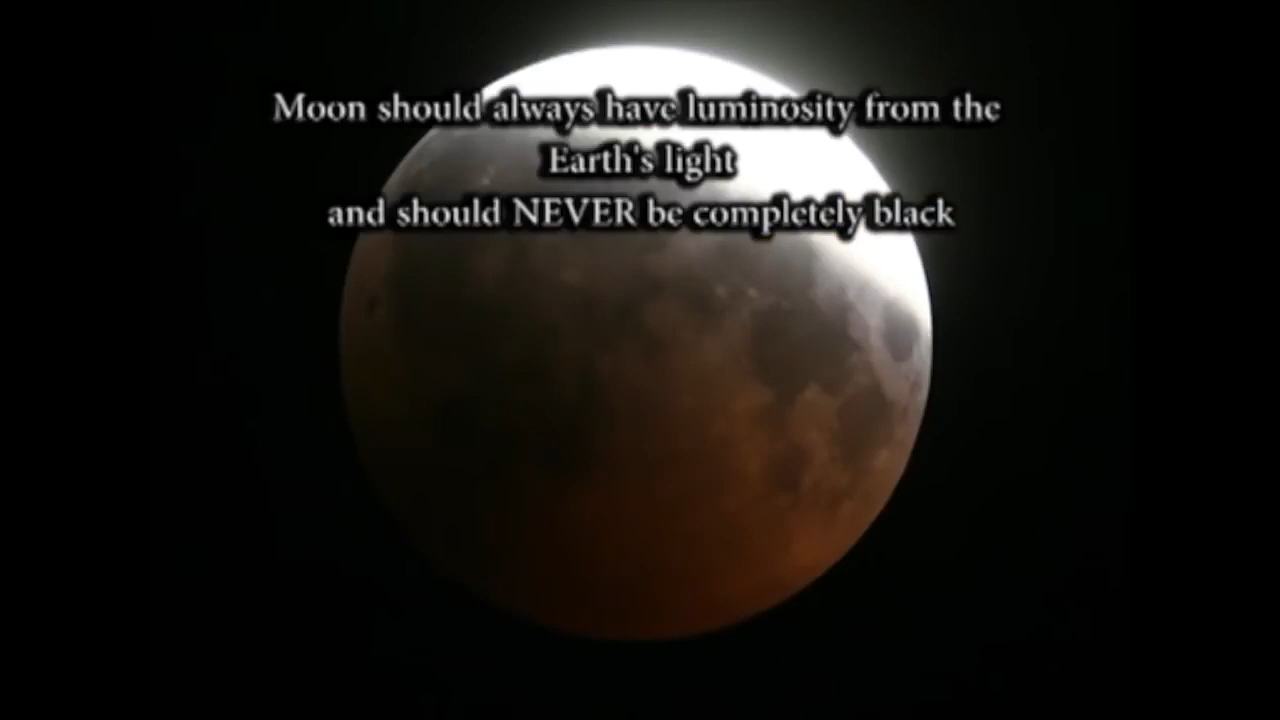 Moon should always have luminosity from the
Earth's light
and should NEVER be completely black